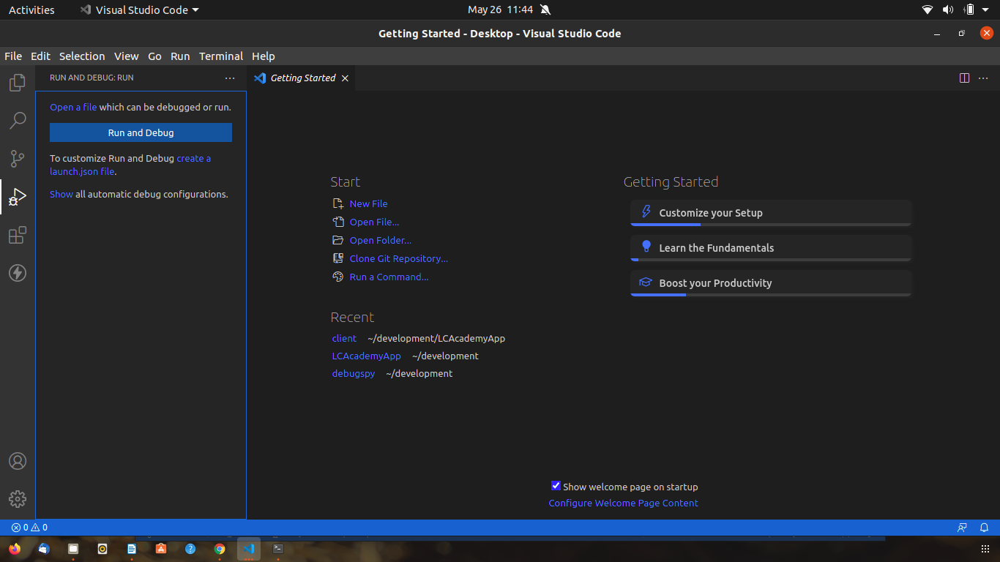 Activities
Visual Studio Code
May 26 11:44
Getting Started - Desktop - Visual Studio Code
File Edit Selection View Go Run Terminal Help
RUN AND DEBUG: RUN
Getting Started
Open a file which can be debugged or run.
Run and Debug
To customize Run and Debug create a
launch.json file.
Show all automatic debug configurations.
Start
New File
Open File...
Open Folder...
Clone Git Repository...
Run a Command...
Recent
client ~/development/LCAcademyApp
LCAcademyApp ~/development
debugspy ~/development
Getting Started
Customize your Setup
Learn the Fundamentals
Boost your Productivity
Show welcome page on startup
Configure Welcome Page Content
0 0